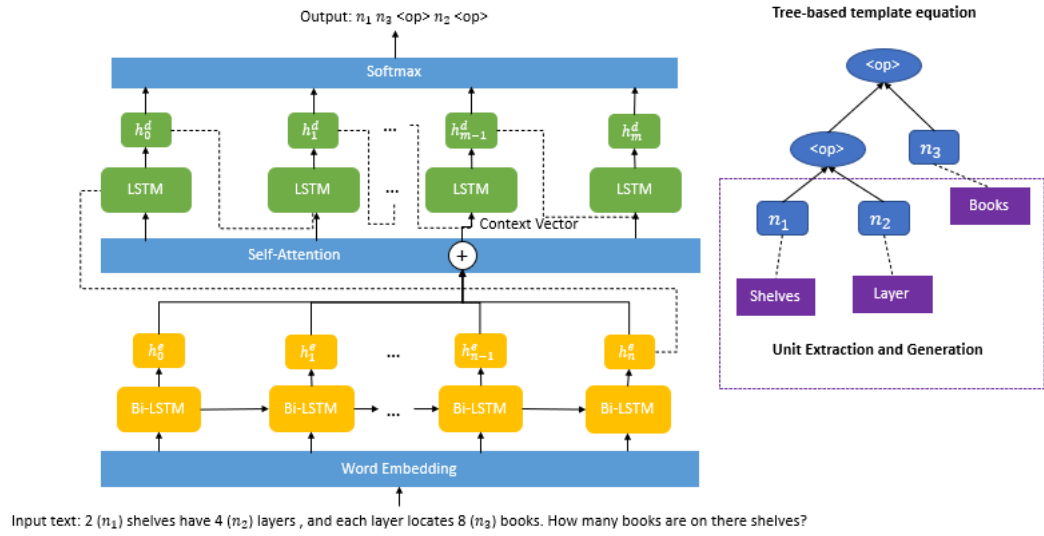 Output: n₁ n₃ <op> n₂ <op>
Softmax
h₀ᵈ h₁ᵈ ... hₘ₋₁ᵈ hₘᵈ
LSTM LSTM ... LSTM LSTM
Context Vector
Self-Attention +
h₀ᵉ h₁ᵉ ... hₙ₋₁ᵉ hₙᵉ
Bi-LSTM Bi-LSTM ... Bi-LSTM Bi-LSTM
Word Embedding
Input text: 2 (n₁) shelves have 4 (n₂) layers , and each layer locates 8 (n₃) books. How many books are on there shelves?
Tree-based template equation
<op>
<op> n₃
Books
n₁ n₂
Shelves Layer
Unit Extraction and Generation